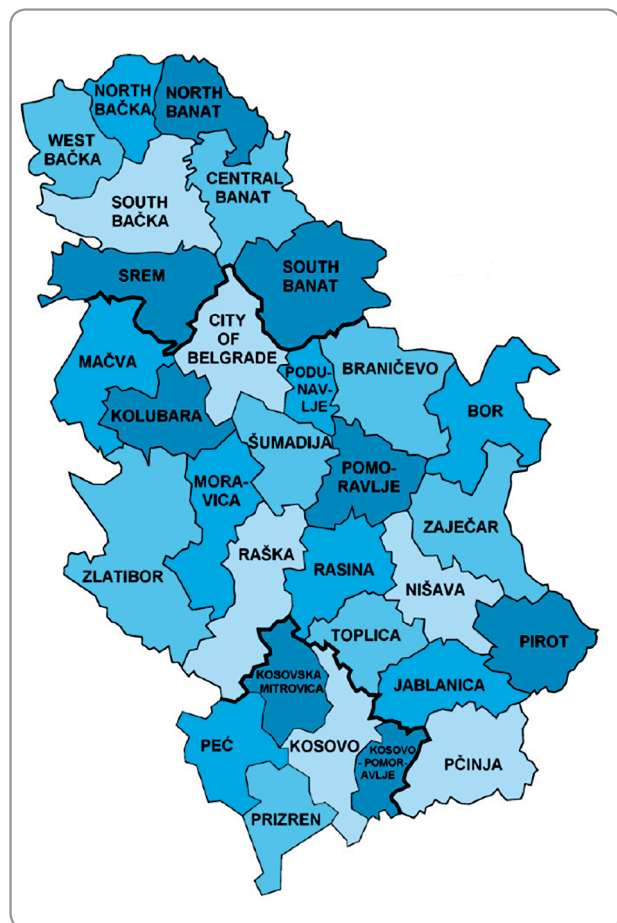 NORTH
BAČKA
NORTH
BANAT
WEST
BAČKA
CENTRAL
BANAT
SOUTH
BAČKA
SREM
SOUTH
BANAT
CITY
OF
BELGRADE
MAČVA
PODU-
NAV-
LJE
BRANIČEVO
KOLUBARA
BOR
ŠUMADIJA
MORA-
VICA
POMO-
RAVLJE
ZAJEČAR
RAŠKA
ZLATIBOR
RASINA
NIŠAVA
TOPLICA
PIROT
KOSOVSKA
MITROVICA
JABLANICA
PEĆ
KOSOVO
KOSOVO
-POMOR-
AVLJE
PČINJA
PRIZREN